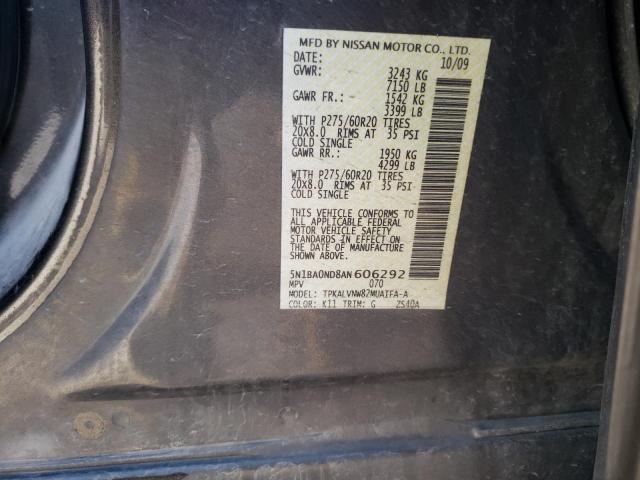 MFD BY NISSAN MOTOR CO., LTD.
DATE: 10/09
GVWR: 3243 KG
7150 LB
GAWR FR.: 1542 KG
3399 LB
WITH P275/60R20 TIRES
20X8.0 RIMS AT 35 PSI
COLD SINGLE
GAWR RR.: 1950 KG
4299 LB
WITH P275/60R20 TIRES
20X8.0 RIMS AT 35 PSI
COLD SINGLE
THIS VEHICLE CONFORMS TO
ALL APPLICABLE FEDERAL
MOTOR VEHICLE SAFETY
STANDARDS IN EFFECT ON
THE DATE OF MANUFACTURE
SHOWN ABOVE.
5N1BA0ND8AN606292
MPV 070
MODEL: TPKALVNW82MUAIFA-A
COLOR: K11 TRIM: G ZS40A